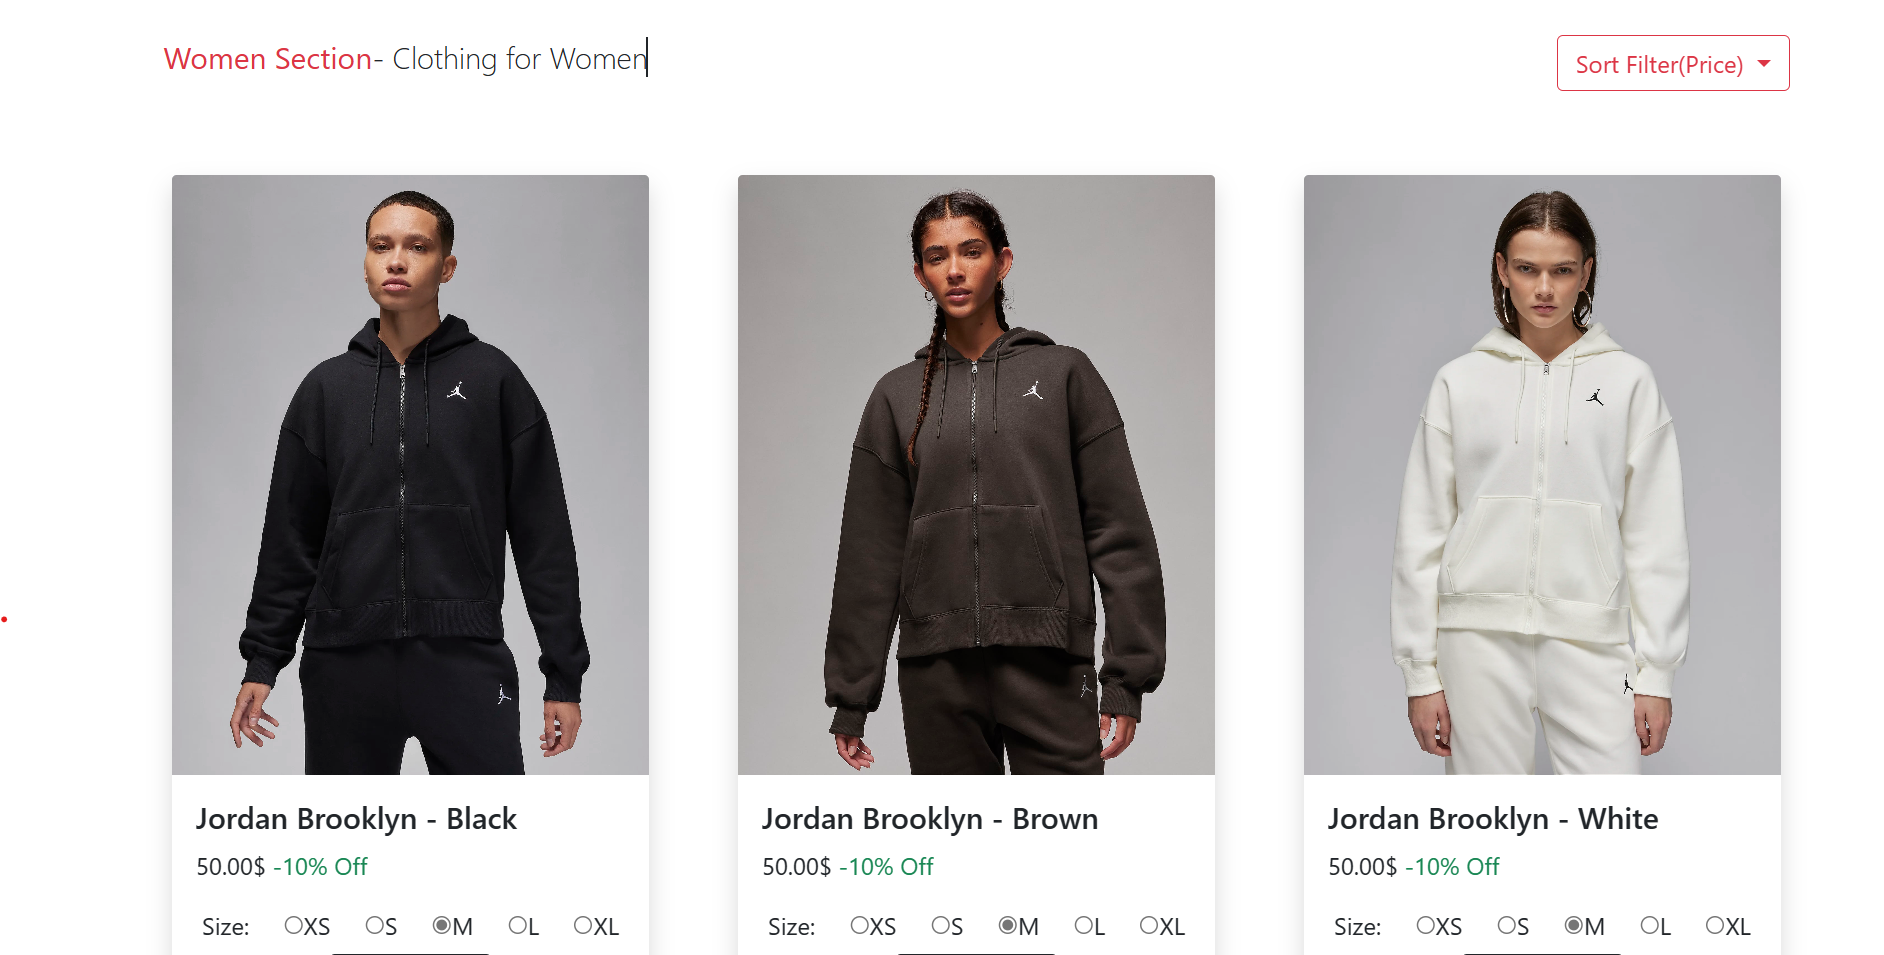 Women Section- Clothing for Women
Sort Filter(Price)
Jordan Brooklyn - Black
50.00$ -10% Off
Size: XS S M L XL
Jordan Brooklyn - Brown
50.00$ -10% Off
Size: XS S M L XL
Jordan Brooklyn - White
50.00$ -10% Off
Size: XS S M L XL